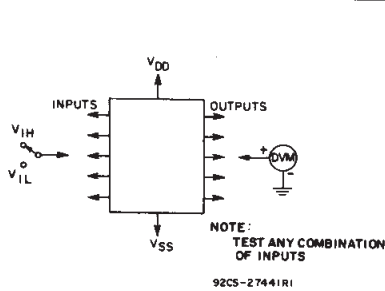 VDD
INPUTS
OUTPUTS
VIH
VIL
+
DVM
-
VSS
NOTE:
TEST ANY COMBINATION
OF INPUTS
92CS-27441RI